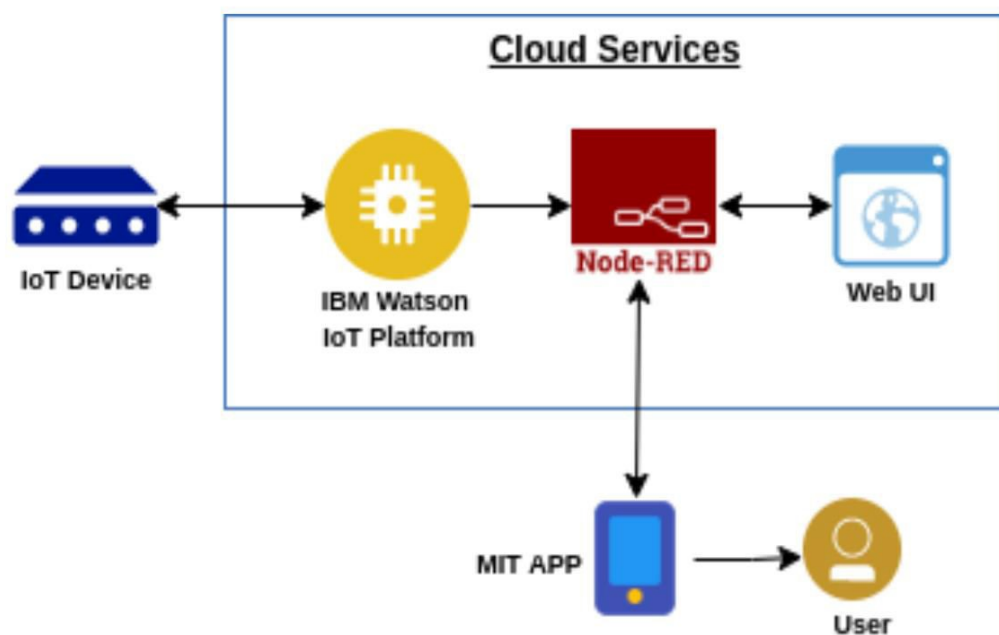 Cloud Services
IoT Device
IBM Watson
IoT Platform
Node-RED
Web UI
MIT APP
User